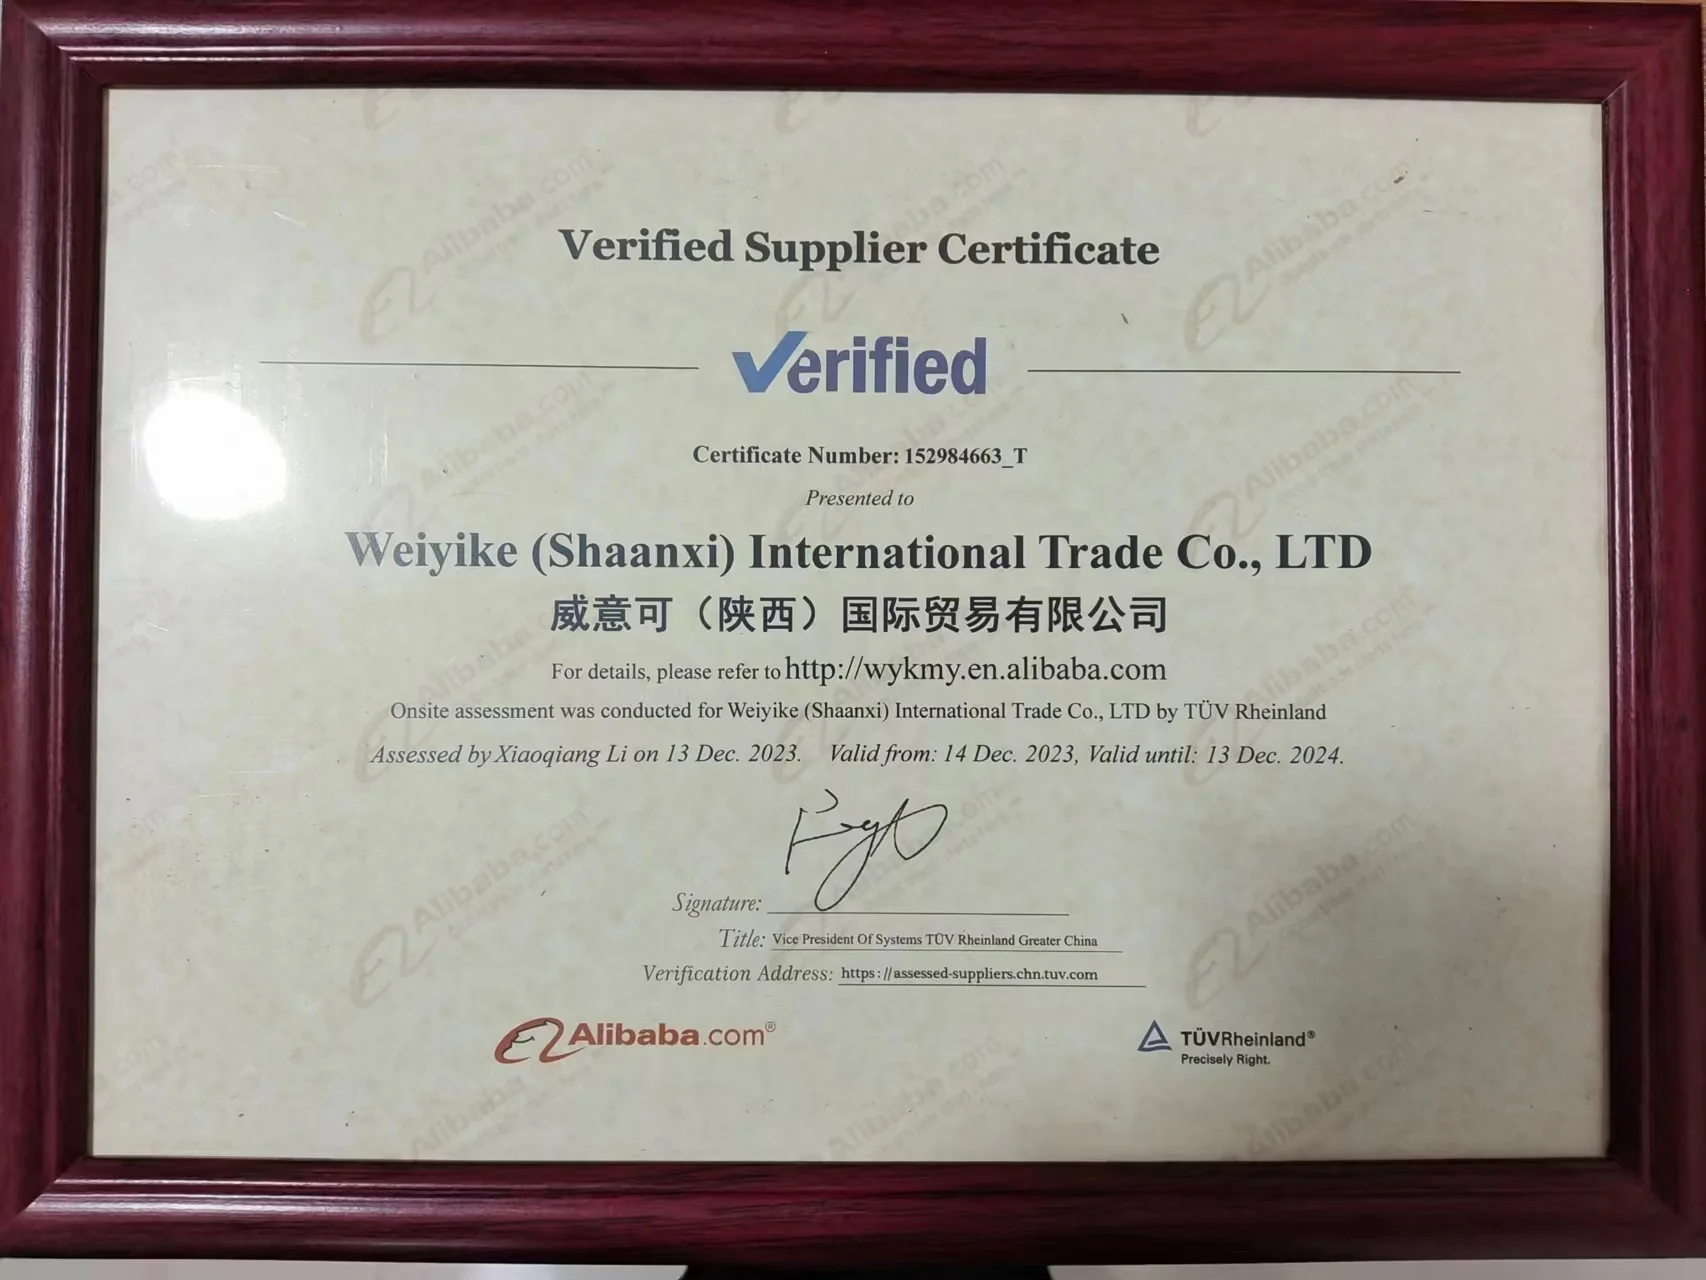 Verified Supplier Certificate
Verified
Certificate Number: 152984663_T
Presented to
Weiyike (Shaanxi) International Trade Co., LTD
威意可（陕西）国际贸易有限公司
For details, please refer to http://wykmy.en.alibaba.com
Onsite assessment was conducted for Weiyike (Shaanxi) International Trade Co., LTD by TÜV Rheinland
Assessed by Xiaoqiang Li on 13 Dec. 2023. Valid from: 14 Dec. 2023, Valid until: 13 Dec. 2024.
Signature:
Title: Vice President Of Systems TÜV Rheinland Greater China
Verification Address: https://assessed-suppliers.chn.tuv.com
Alibaba.com®
TÜVRheinland®
Precisely Right.